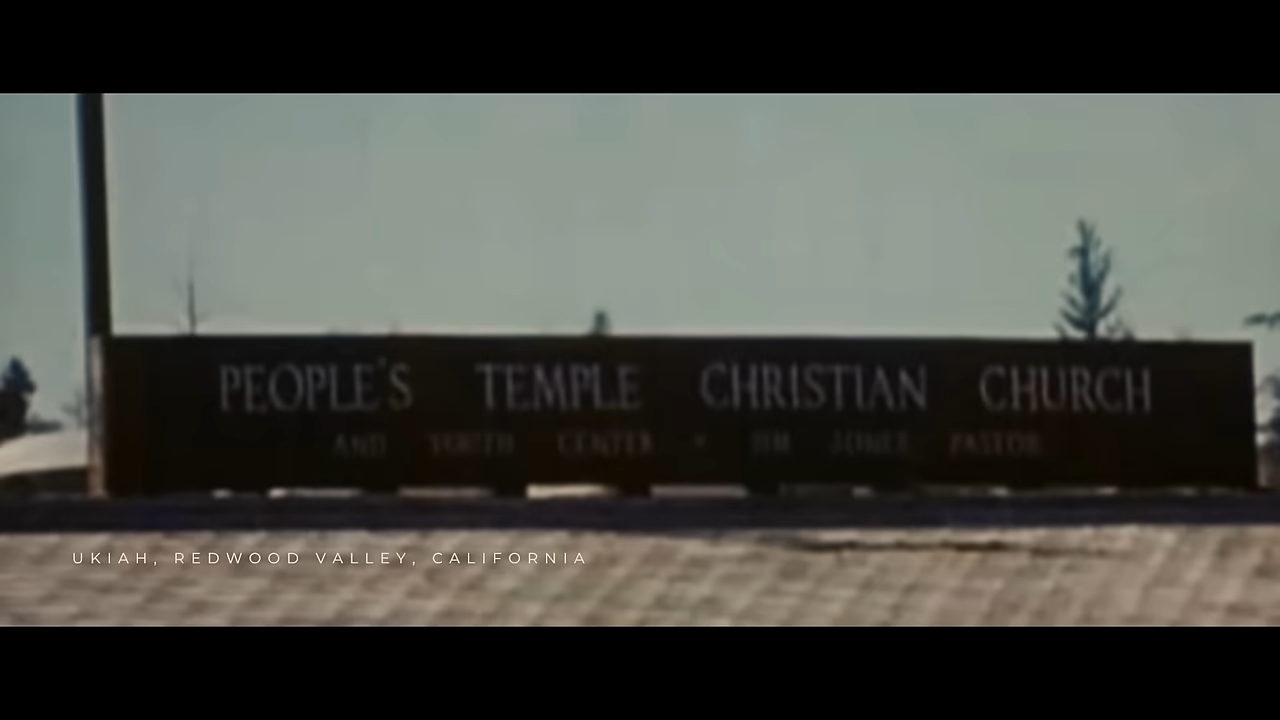 PEOPLE'S TEMPLE CHRISTIAN CHURCH
AND YOUTH CENTER • JIM JONES PASTOR
UKIAH, REDWOOD VALLEY, CALIFORNIA